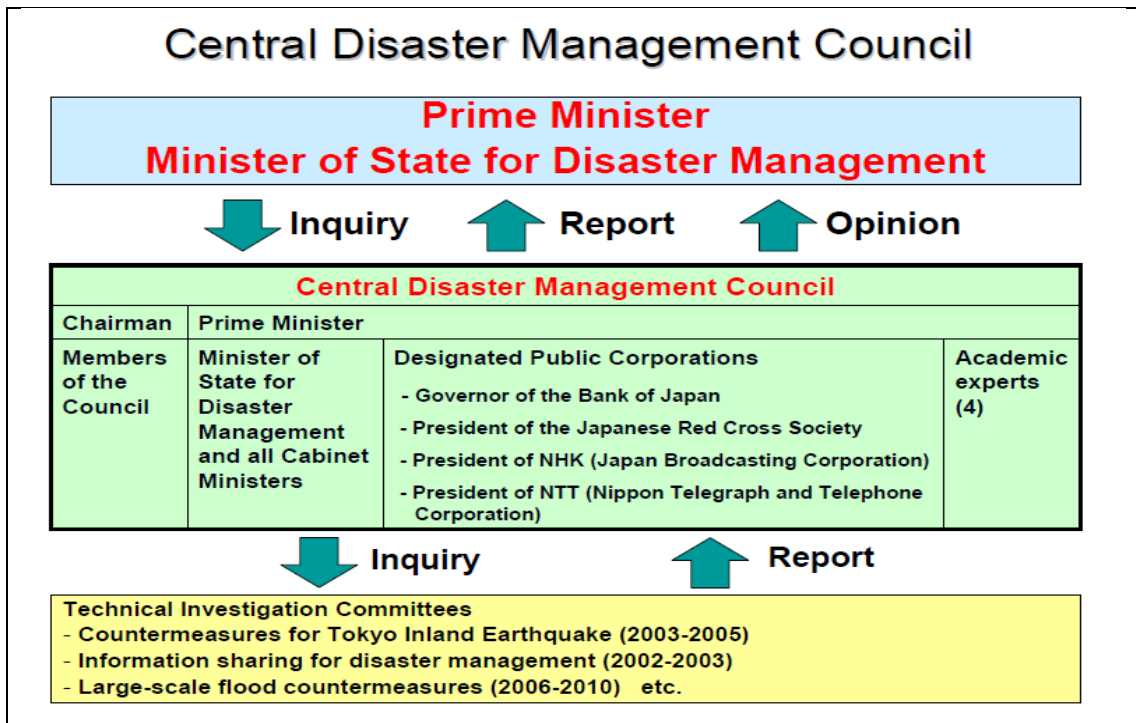 Central Disaster Management Council
Prime Minister
Minister of State for Disaster Management
Inquiry
Report
Opinion
Central Disaster Management Council
Chairman
Prime Minister
Members
of the
Council
Minister of
State for
Disaster
Management
and all Cabinet
Ministers
Designated Public Corporations
- Governor of the Bank of Japan
- President of the Japanese Red Cross Society
- President of NHK (Japan Broadcasting Corporation)
- President of NTT (Nippon Telegraph and Telephone
Corporation)
Academic
experts
(4)
Inquiry
Report
Technical Investigation Committees
- Countermeasures for Tokyo Inland Earthquake (2003-2005)
- Information sharing for disaster management (2002-2003)
- Large-scale flood countermeasures (2006-2010) etc.